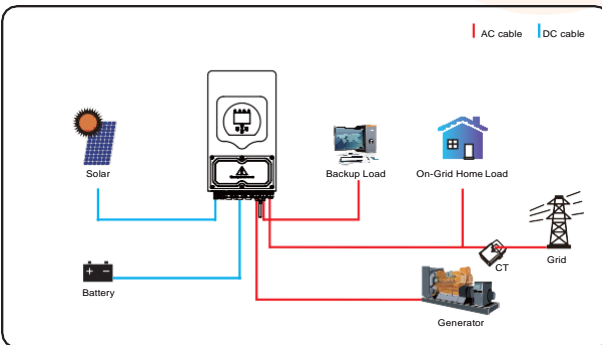 AC cable
DC cable
Solar
Backup Load
On-Grid Home Load
CT
Grid
Battery
Generator